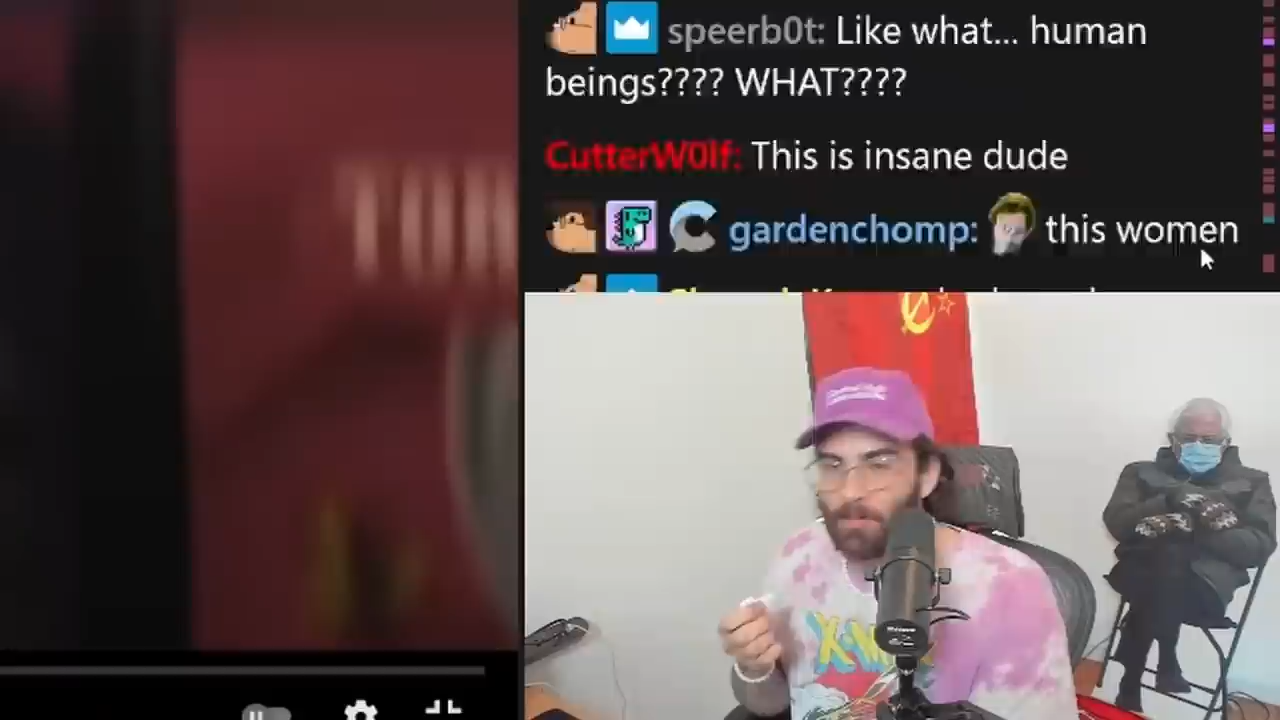 speerb0t: Like what... human
beings???? WHAT????
CutterW0lf: This is insane dude
gardenchomp: this women